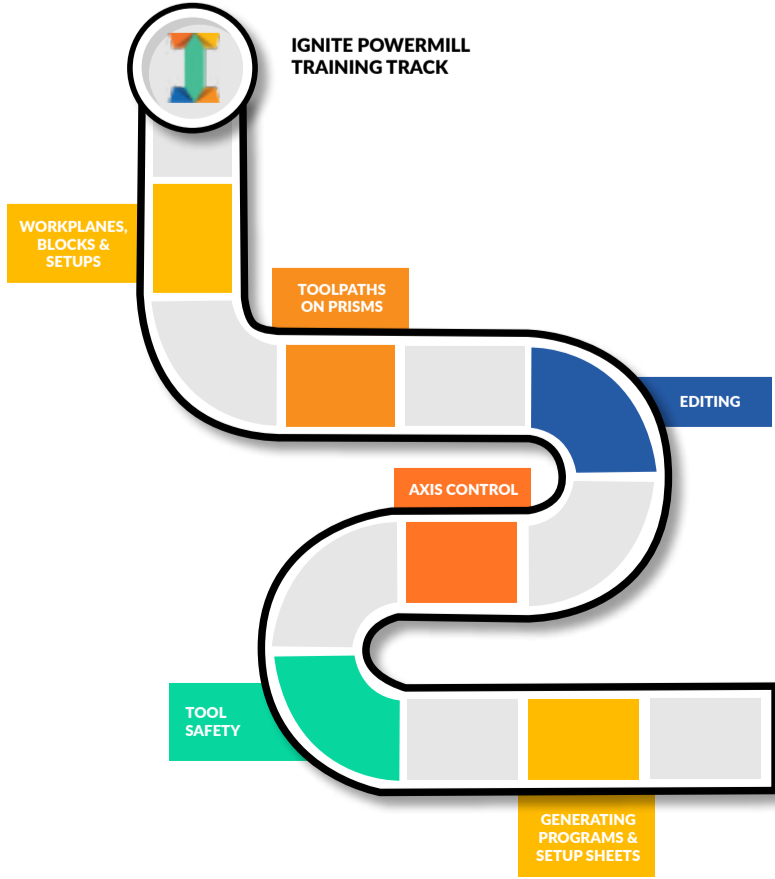 IGNITE POWERMILL
TRAINING TRACK
WORKPLANES,
BLOCKS &
SETUPS
TOOLPATHS
ON PRISMS
EDITING
AXIS CONTROL
TOOL
SAFETY
GENERATING
PROGRAMS &
SETUP SHEETS